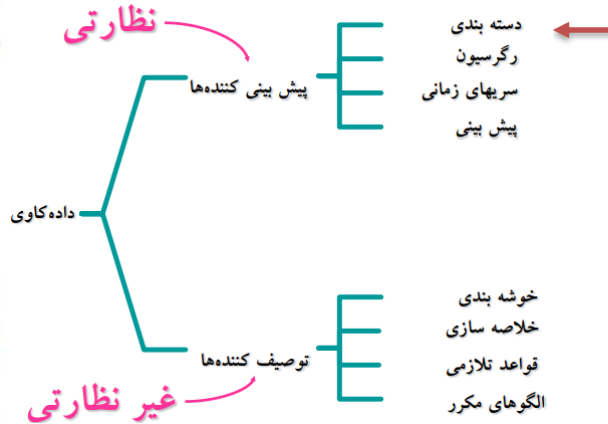 نظارتی
دسته بندی
رگرسیون
پیش بینی کننده‌ها
سریهای زمانی
پیش بینی
داده‌کاوی
خوشه بندی
خلاصه سازی
توصیف کننده‌ها
قواعد تلازمی
غیر نظارتی
الگوهای مکرر